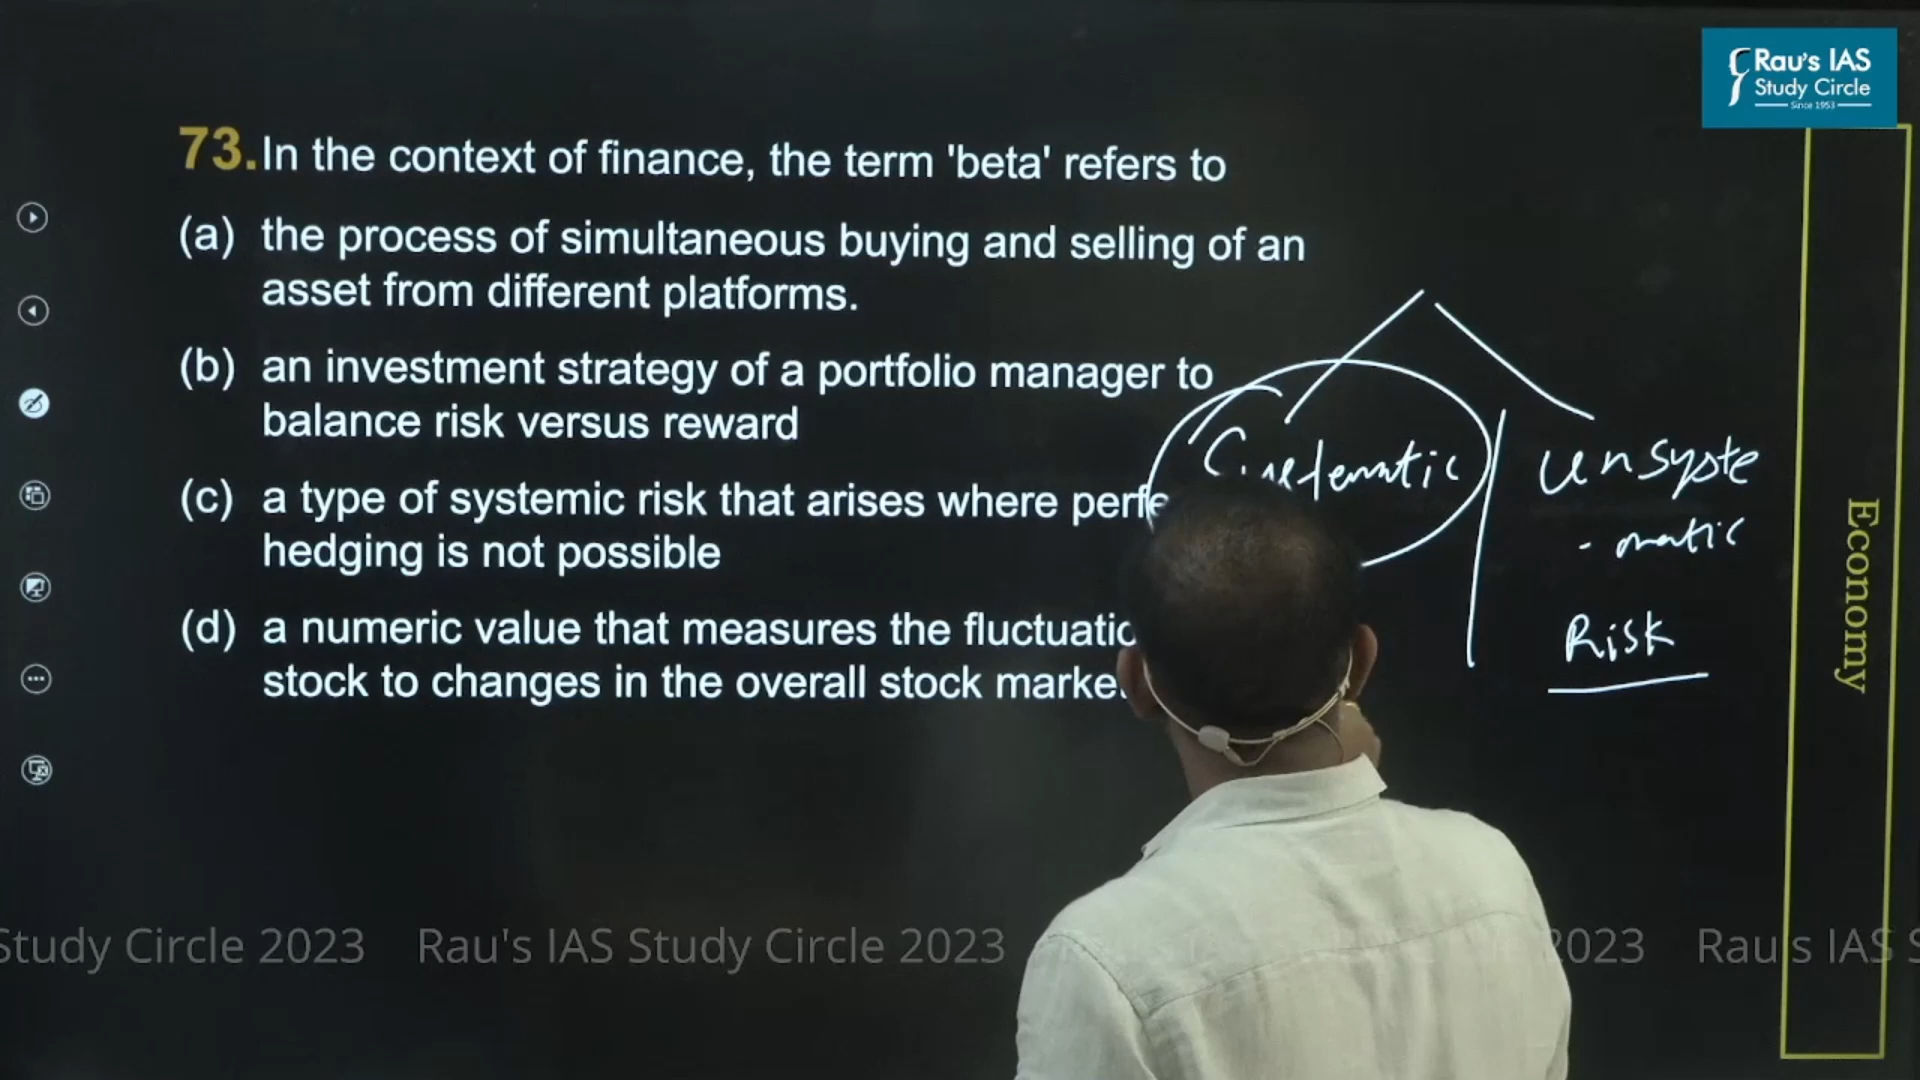 Rau's IAS
Study Circle
Since 1953
73. In the context of finance, the term 'beta' refers to
(a) the process of simultaneous buying and selling of an
asset from different platforms.
(b) an investment strategy of a portfolio manager to
balance risk versus reward
(c) a type of systemic risk that arises where
hedging is not possible
(d) a numeric value that measures the
stock to changes in the overall stock
unsyste
-matic
Risk
Economy
Study Circle 2023 Rau's IAS Study Circle 2023 2023 Rau's IAS S